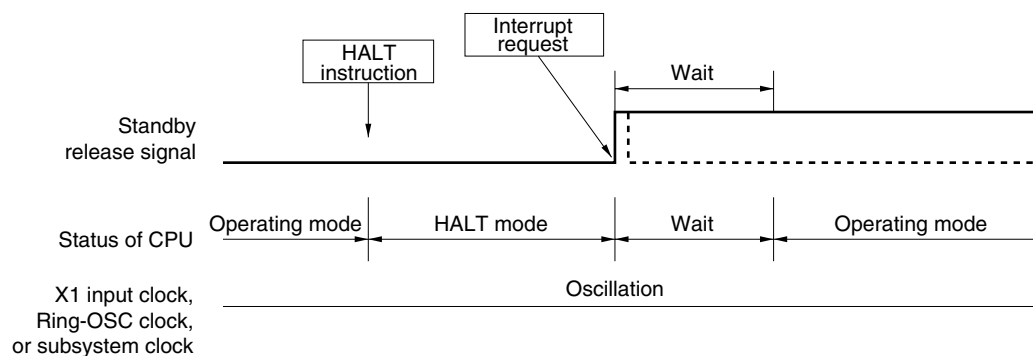 HALT
instruction
Interrupt
request
Wait
Standby
release signal
Status of CPU
Operating mode
HALT mode
Wait
Operating mode
X1 input clock,
Ring-OSC clock,
or subsystem clock
Oscillation